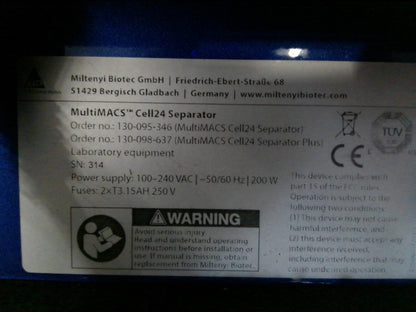 Miltenyi Biotec GmbH | Friedrich-Ebert-Straße 68
51429 Bergisch Gladbach | Germany | www.miltenyibiotec.com
MultiMACS™ Cell24 Separator
Order no.: 130-095-346 (MultiMACS Cell24 Separator)
Order no.: 130-098-637 (MultiMACS Cell24 Separator Plus)
Laboratory equipment
SN: 314
Power supply: 100–240 VAC | ~50/60 Hz | 200 W
Fuses: 2×T3.15AH 250 V
TÜV
CE
WARNING
Avoid serious injury.
Read and understand operating
instructions before installation or
use. If manual is missing, obtain
replacement from Miltenyi Biotec.
This device complies with
part 15 of the FCC rules.
Operation is subject to the
following two conditions:
(1) This device may not cause
harmful interference, and
(2) this device must accept any
interference received,
including interference that may
cause undesired operation.